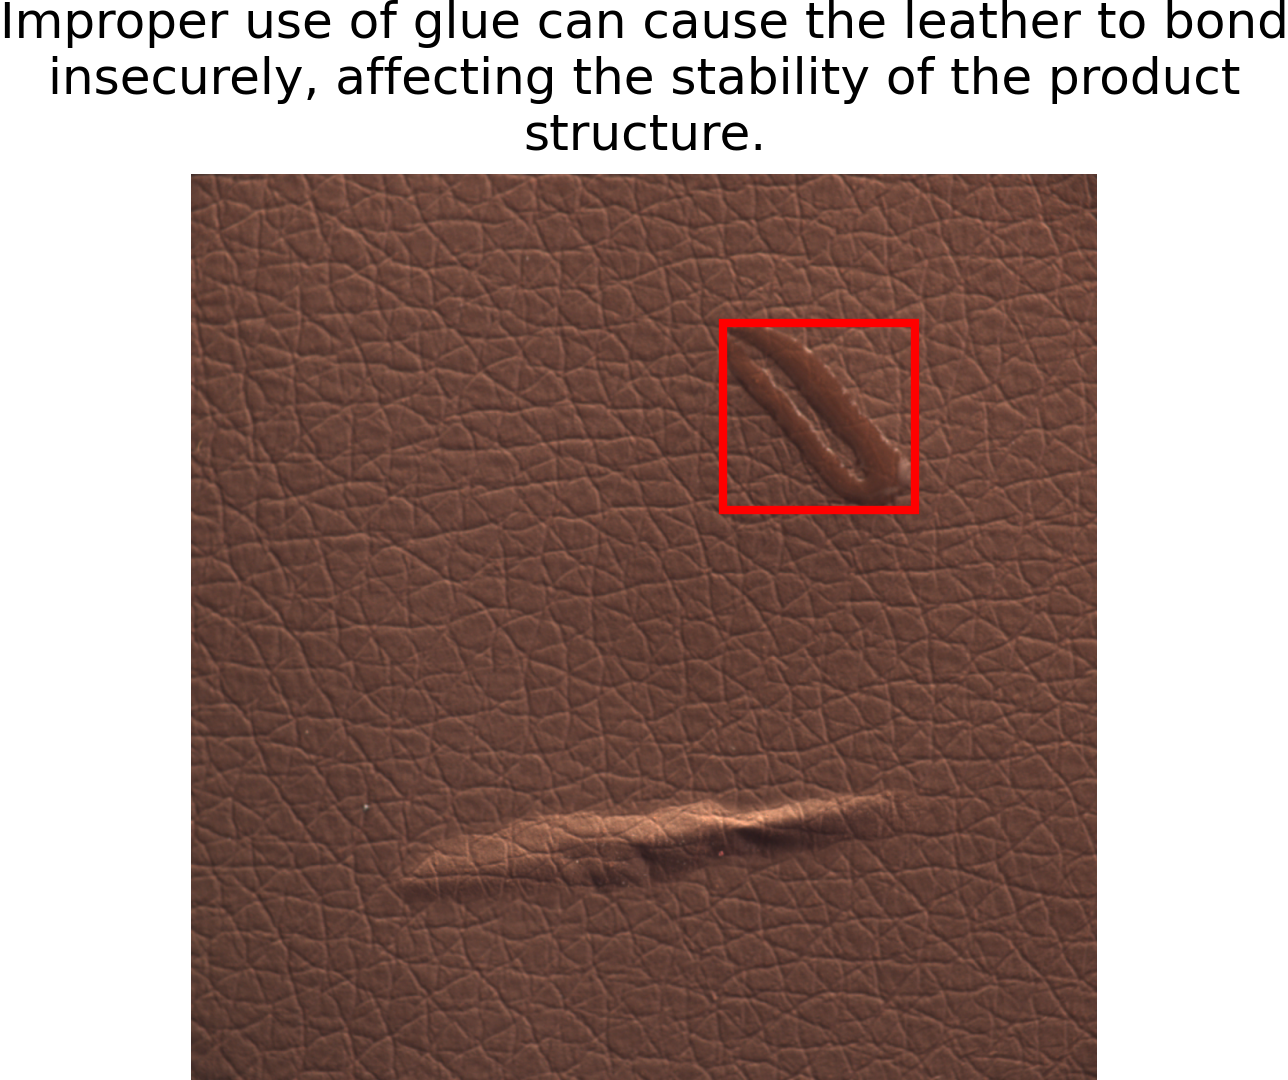 Improper use of glue can cause the leather to bond
insecurely, affecting the stability of the product
structure.